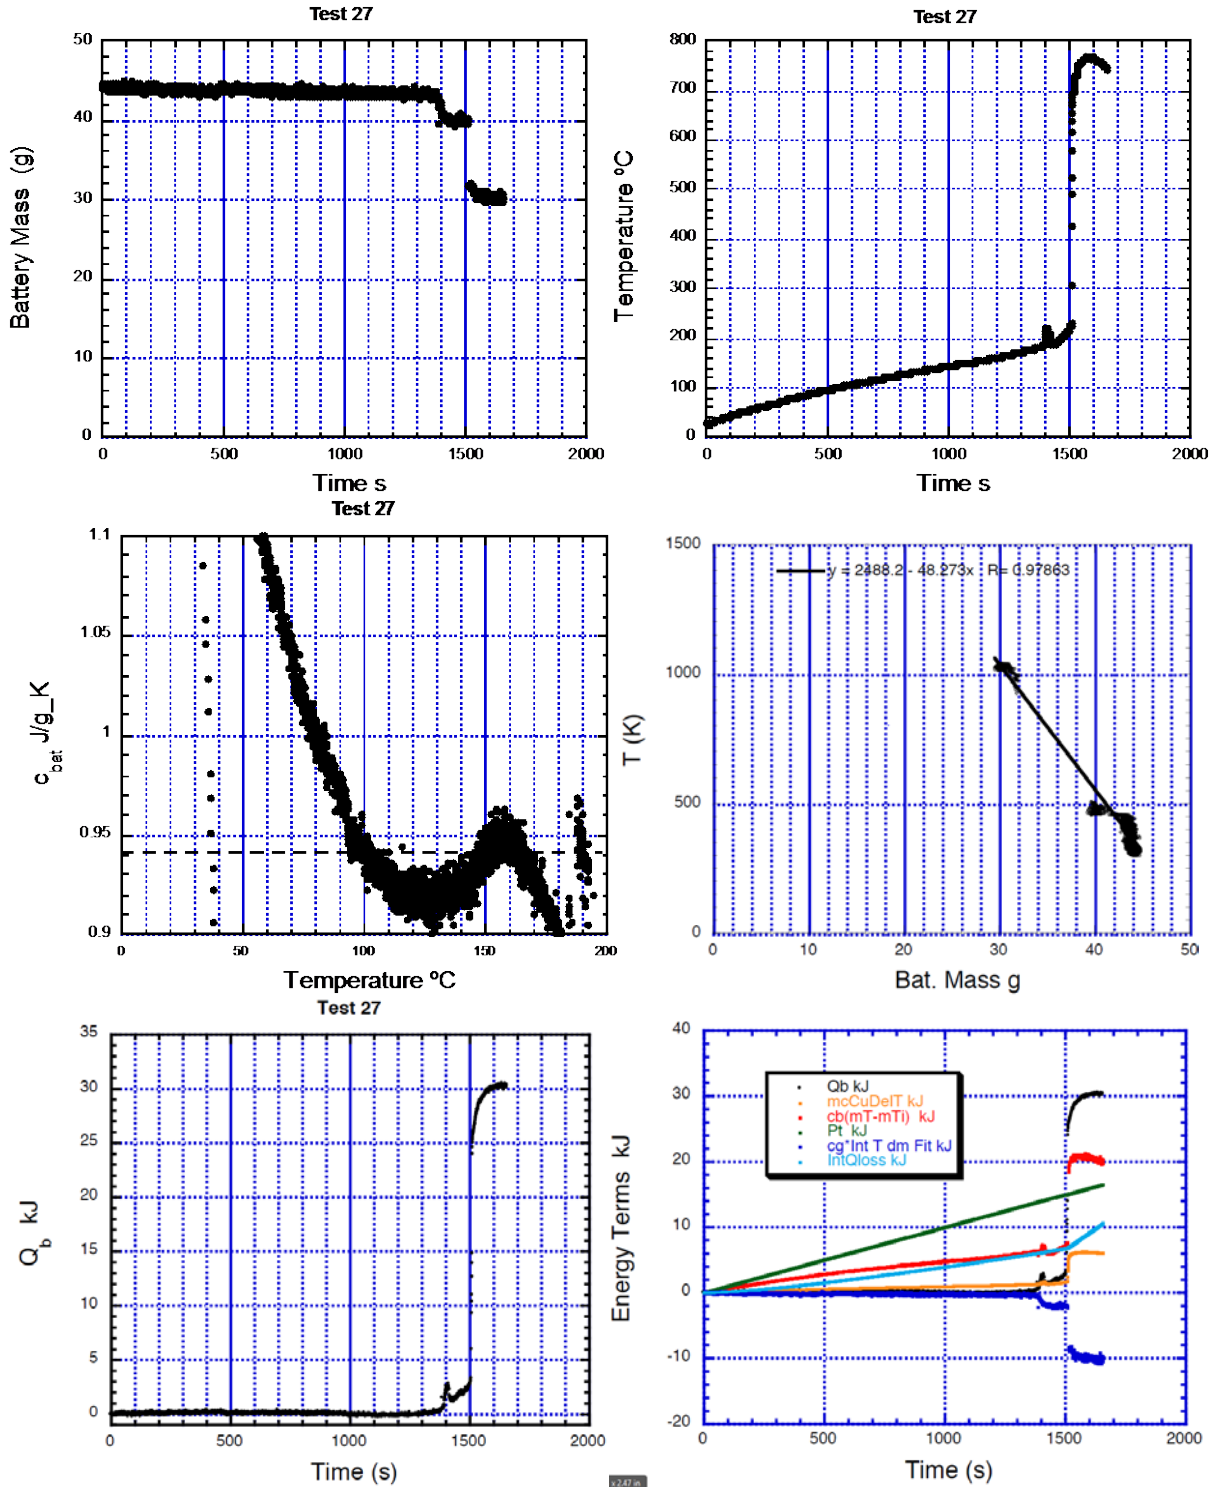 Test 27
50
40
30
20
10
0
Battery Mass (g)
0 500 1000 1500 2000
Time s
Test 27
800
700
600
500
400
300
200
100
0
Temperature ºC
0 500 1000 1500 2000
Time s
Test 27
1.1
1.05
1
0.95
0.9
c_bat J/g_K
0 50 100 150 200
Temperature ºC
1500
1000
500
0
T (K)
y = 2488.2 - 48.273x R= 0.97863
0 10 20 30 40 50
Bat. Mass g
Test 27
35
30
25
20
15
10
5
0
Q_b kJ
0 500 1000 1500 2000
Time (s)
40
30
20
10
0
-10
-20
Energy Terms kJ
Qb kJ
mcCuDelT kJ
cb(mT-mTi) kJ
Pt kJ
cg*Int T dm Fit kJ
IntQloss kJ
0 500 1000 1500 2000
Time (s)
x 2.47 in